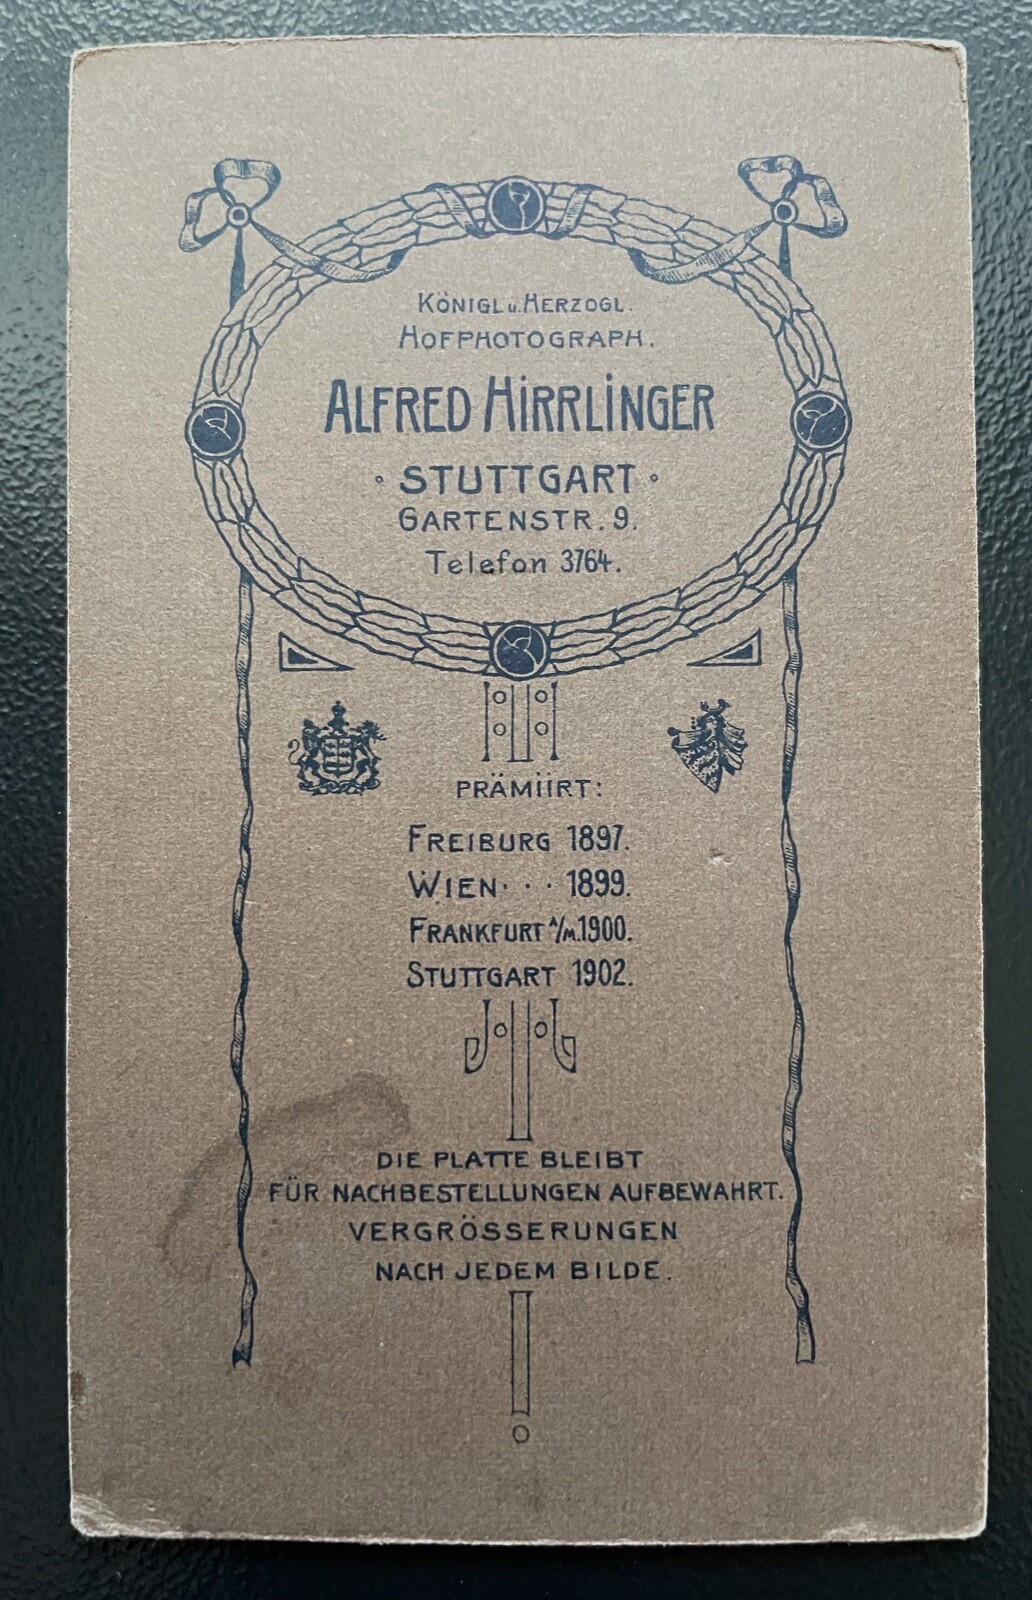 KÖNIGL u. HERZOGL.
HOFPHOTOGRAPH.
ALFRED HIRRLINGER
• STUTTGART •
GARTENSTR. 9.
Telefon 3764.
PRÄMIIRT:
FREIBURG 1897.
WIEN · · · 1899.
FRANKFURT A/M. 1900.
STUTTGART 1902.
DIE PLATTE BLEIBT
FÜR NACHBESTELLUNGEN AUFBEWAHRT.
VERGRÖSSERUNGEN
NACH JEDEM BILDE.